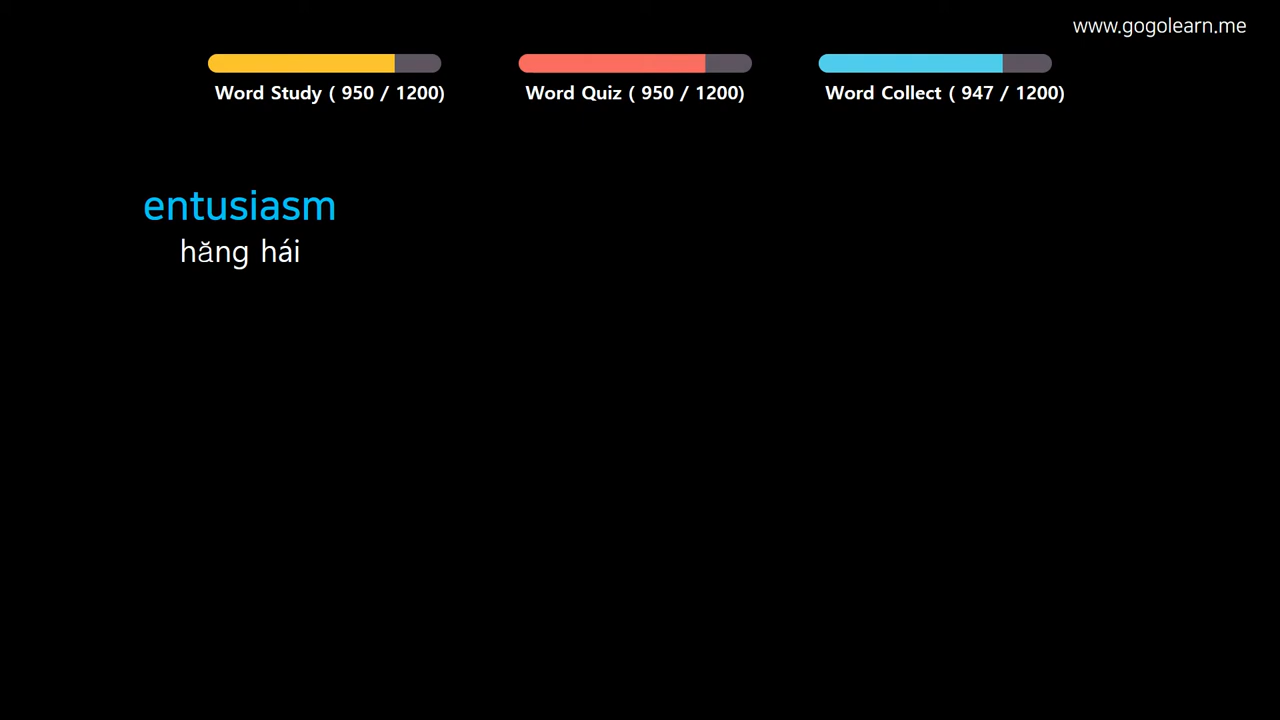 www.gogolearn.me
Word Study ( 950 / 1200)
Word Quiz ( 950 / 1200)
Word Collect ( 947 / 1200)
entusiasm
hăng hái